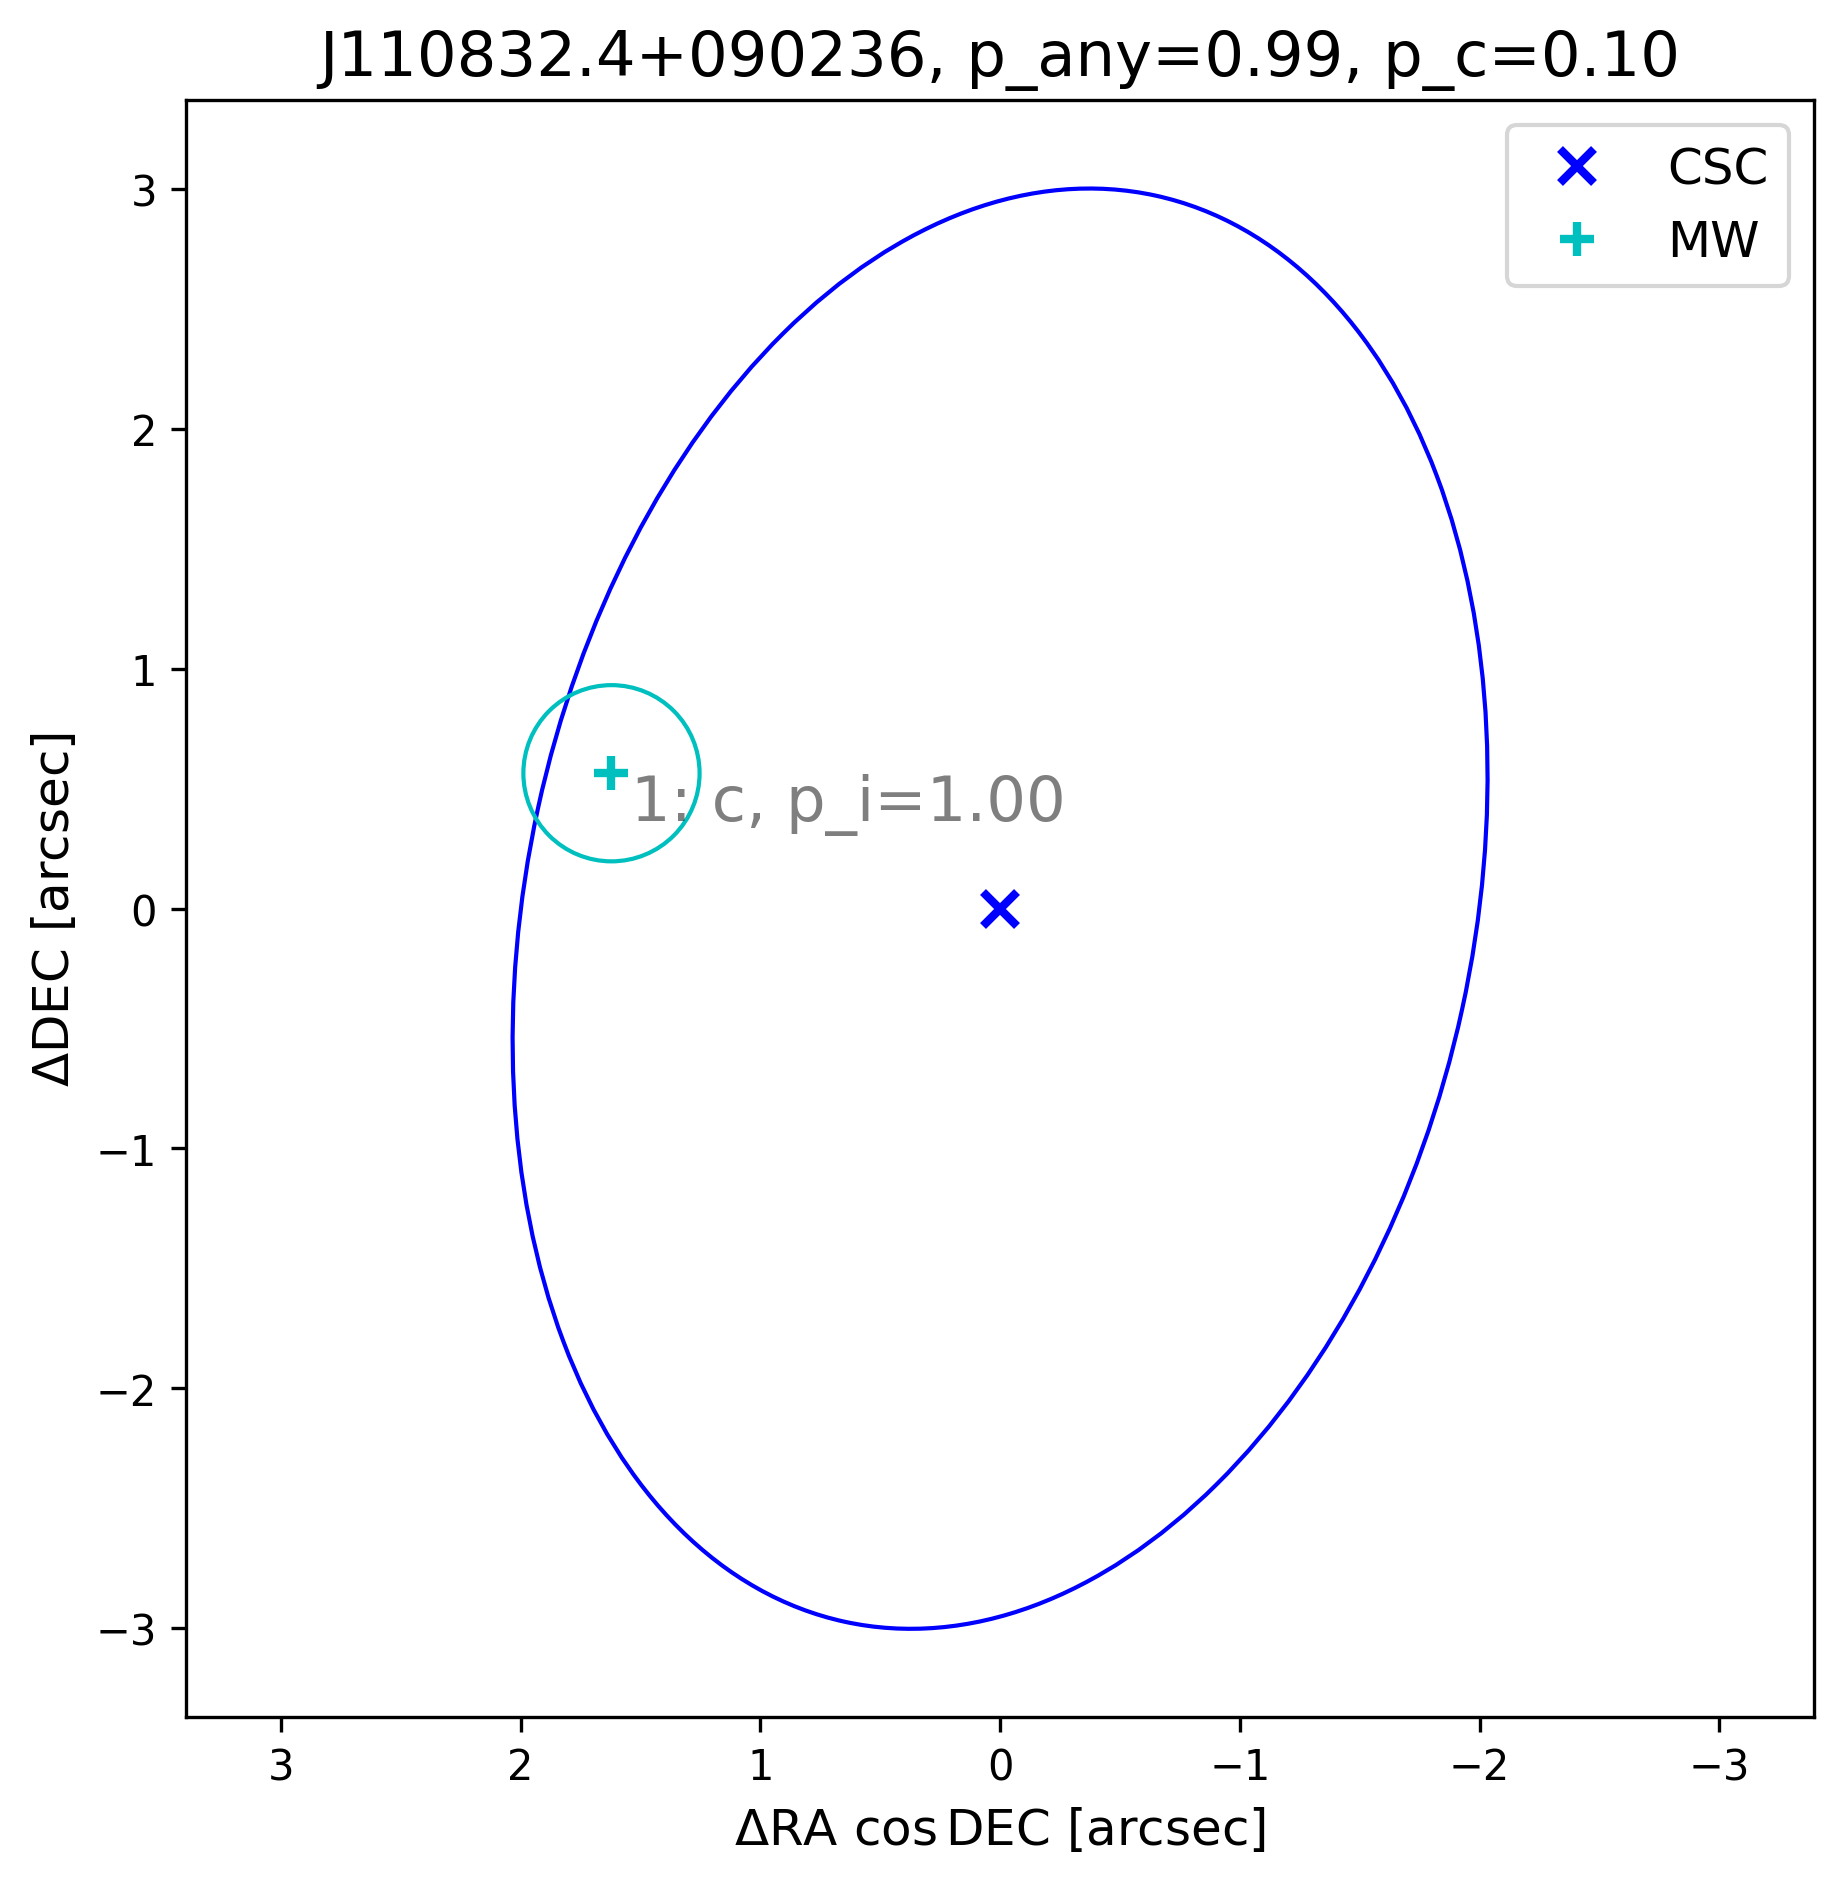 J110832.4+090236, p_any=0.99, p_c=0.10
CSC
MW
1: c, p_i=1.00
3
2
1
0
−1
−2
−3
ΔDEC [arcsec]
3 2 1 0 −1 −2 −3
ΔRA cos DEC [arcsec]